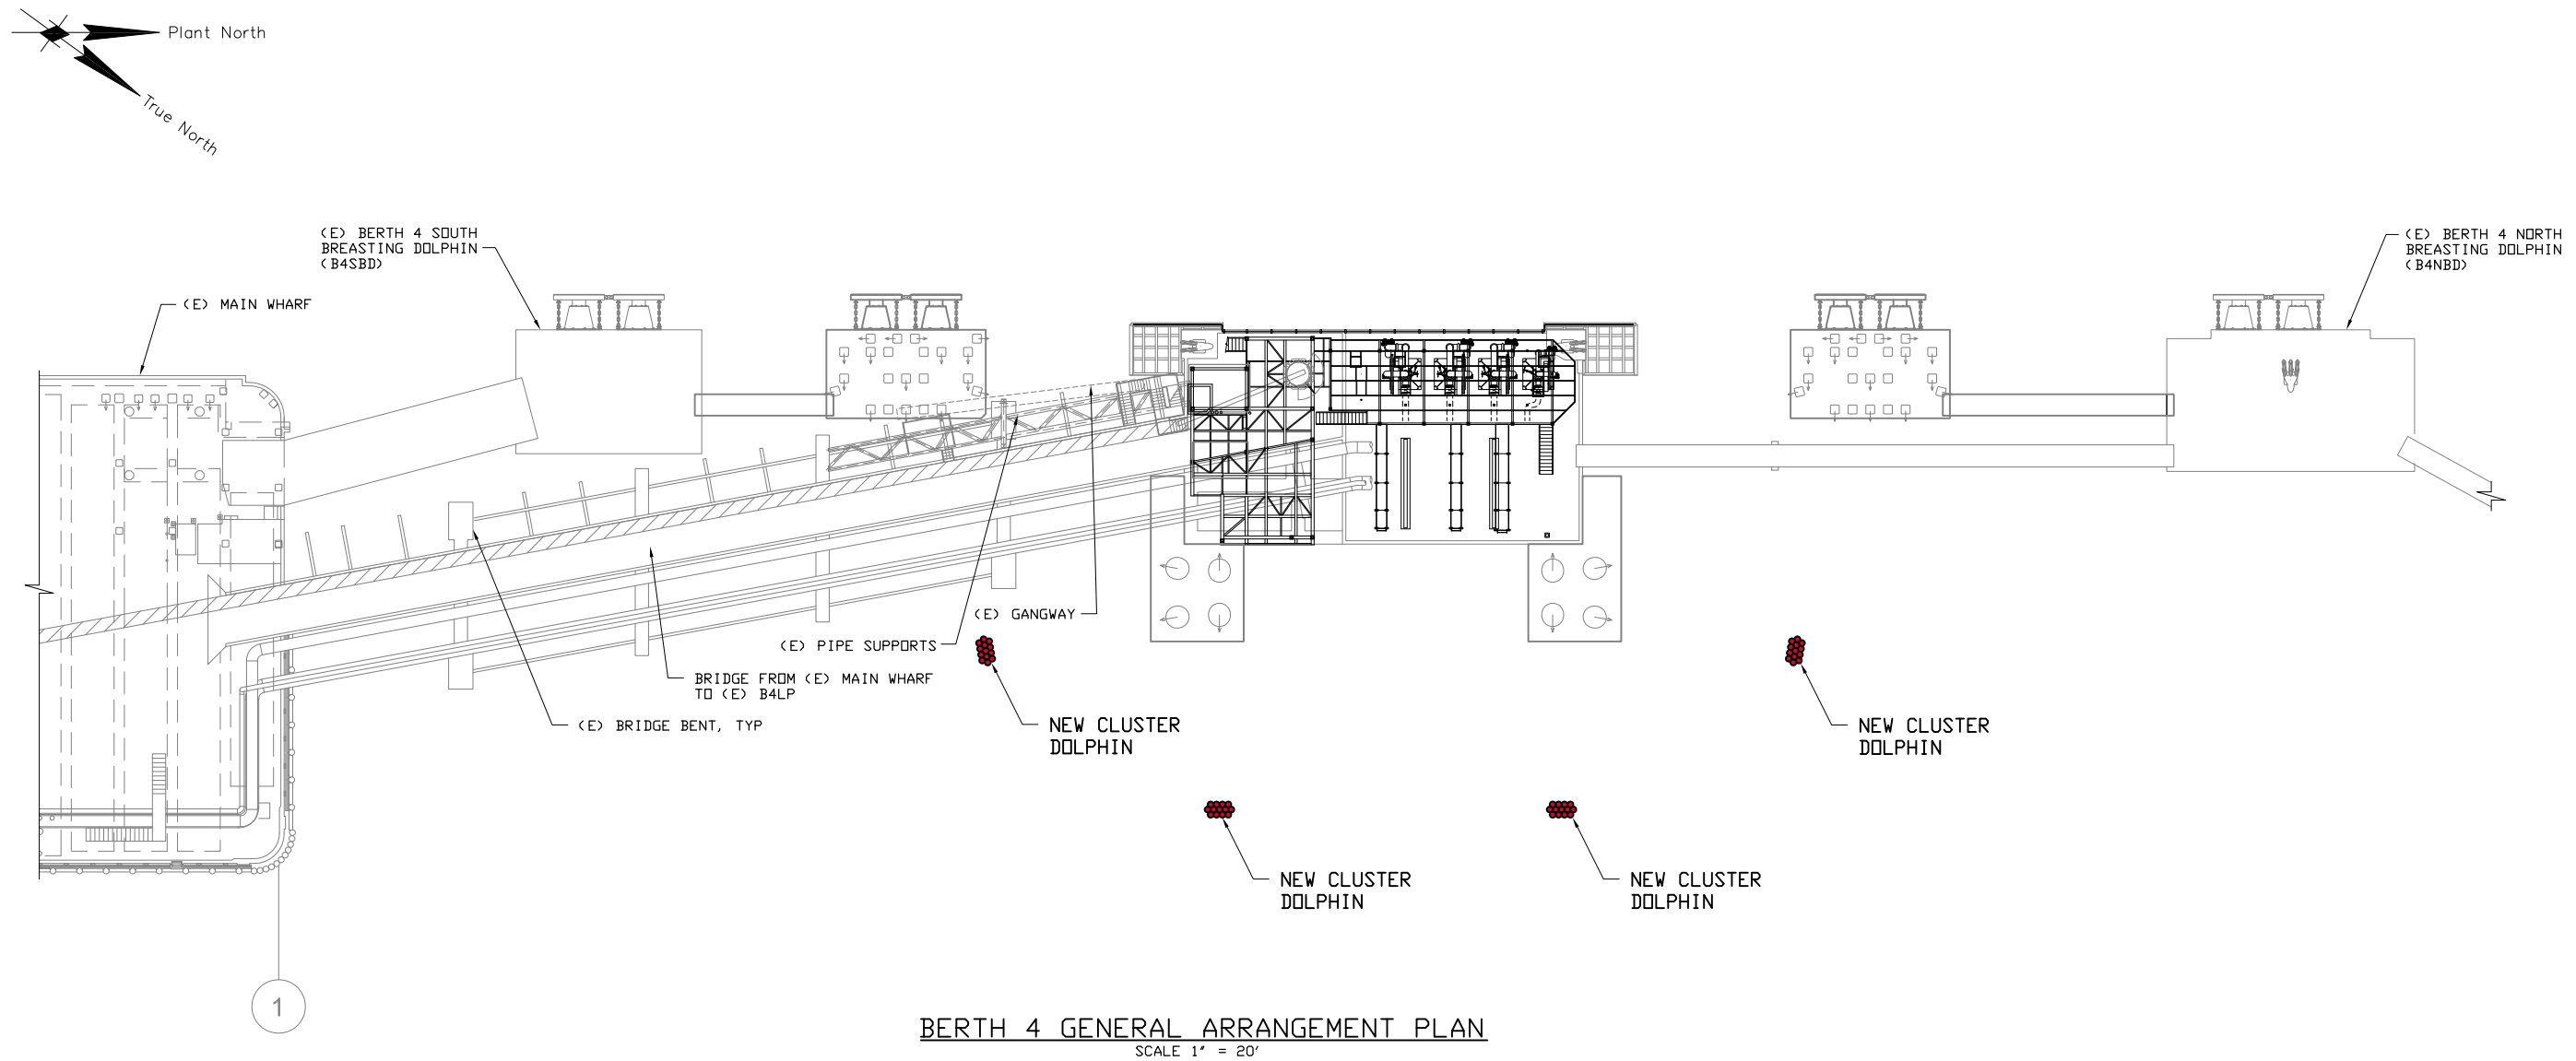 Plant North
True North
(E) BERTH 4 SOUTH
BREASTING DOLPHIN
(B4SBD)
(E) MAIN WHARF
(E) BERTH 4 NORTH
BREASTING DOLPHIN
(B4NBD)
(E) GANGWAY
(E) PIPE SUPPORTS
BRIDGE FROM (E) MAIN WHARF
TO (E) B4LP
(E) BRIDGE BENT, TYP
NEW CLUSTER
DOLPHIN
NEW CLUSTER
DOLPHIN
NEW CLUSTER
DOLPHIN
NEW CLUSTER
DOLPHIN
1
BERTH 4 GENERAL ARRANGEMENT PLAN
SCALE 1" = 20'